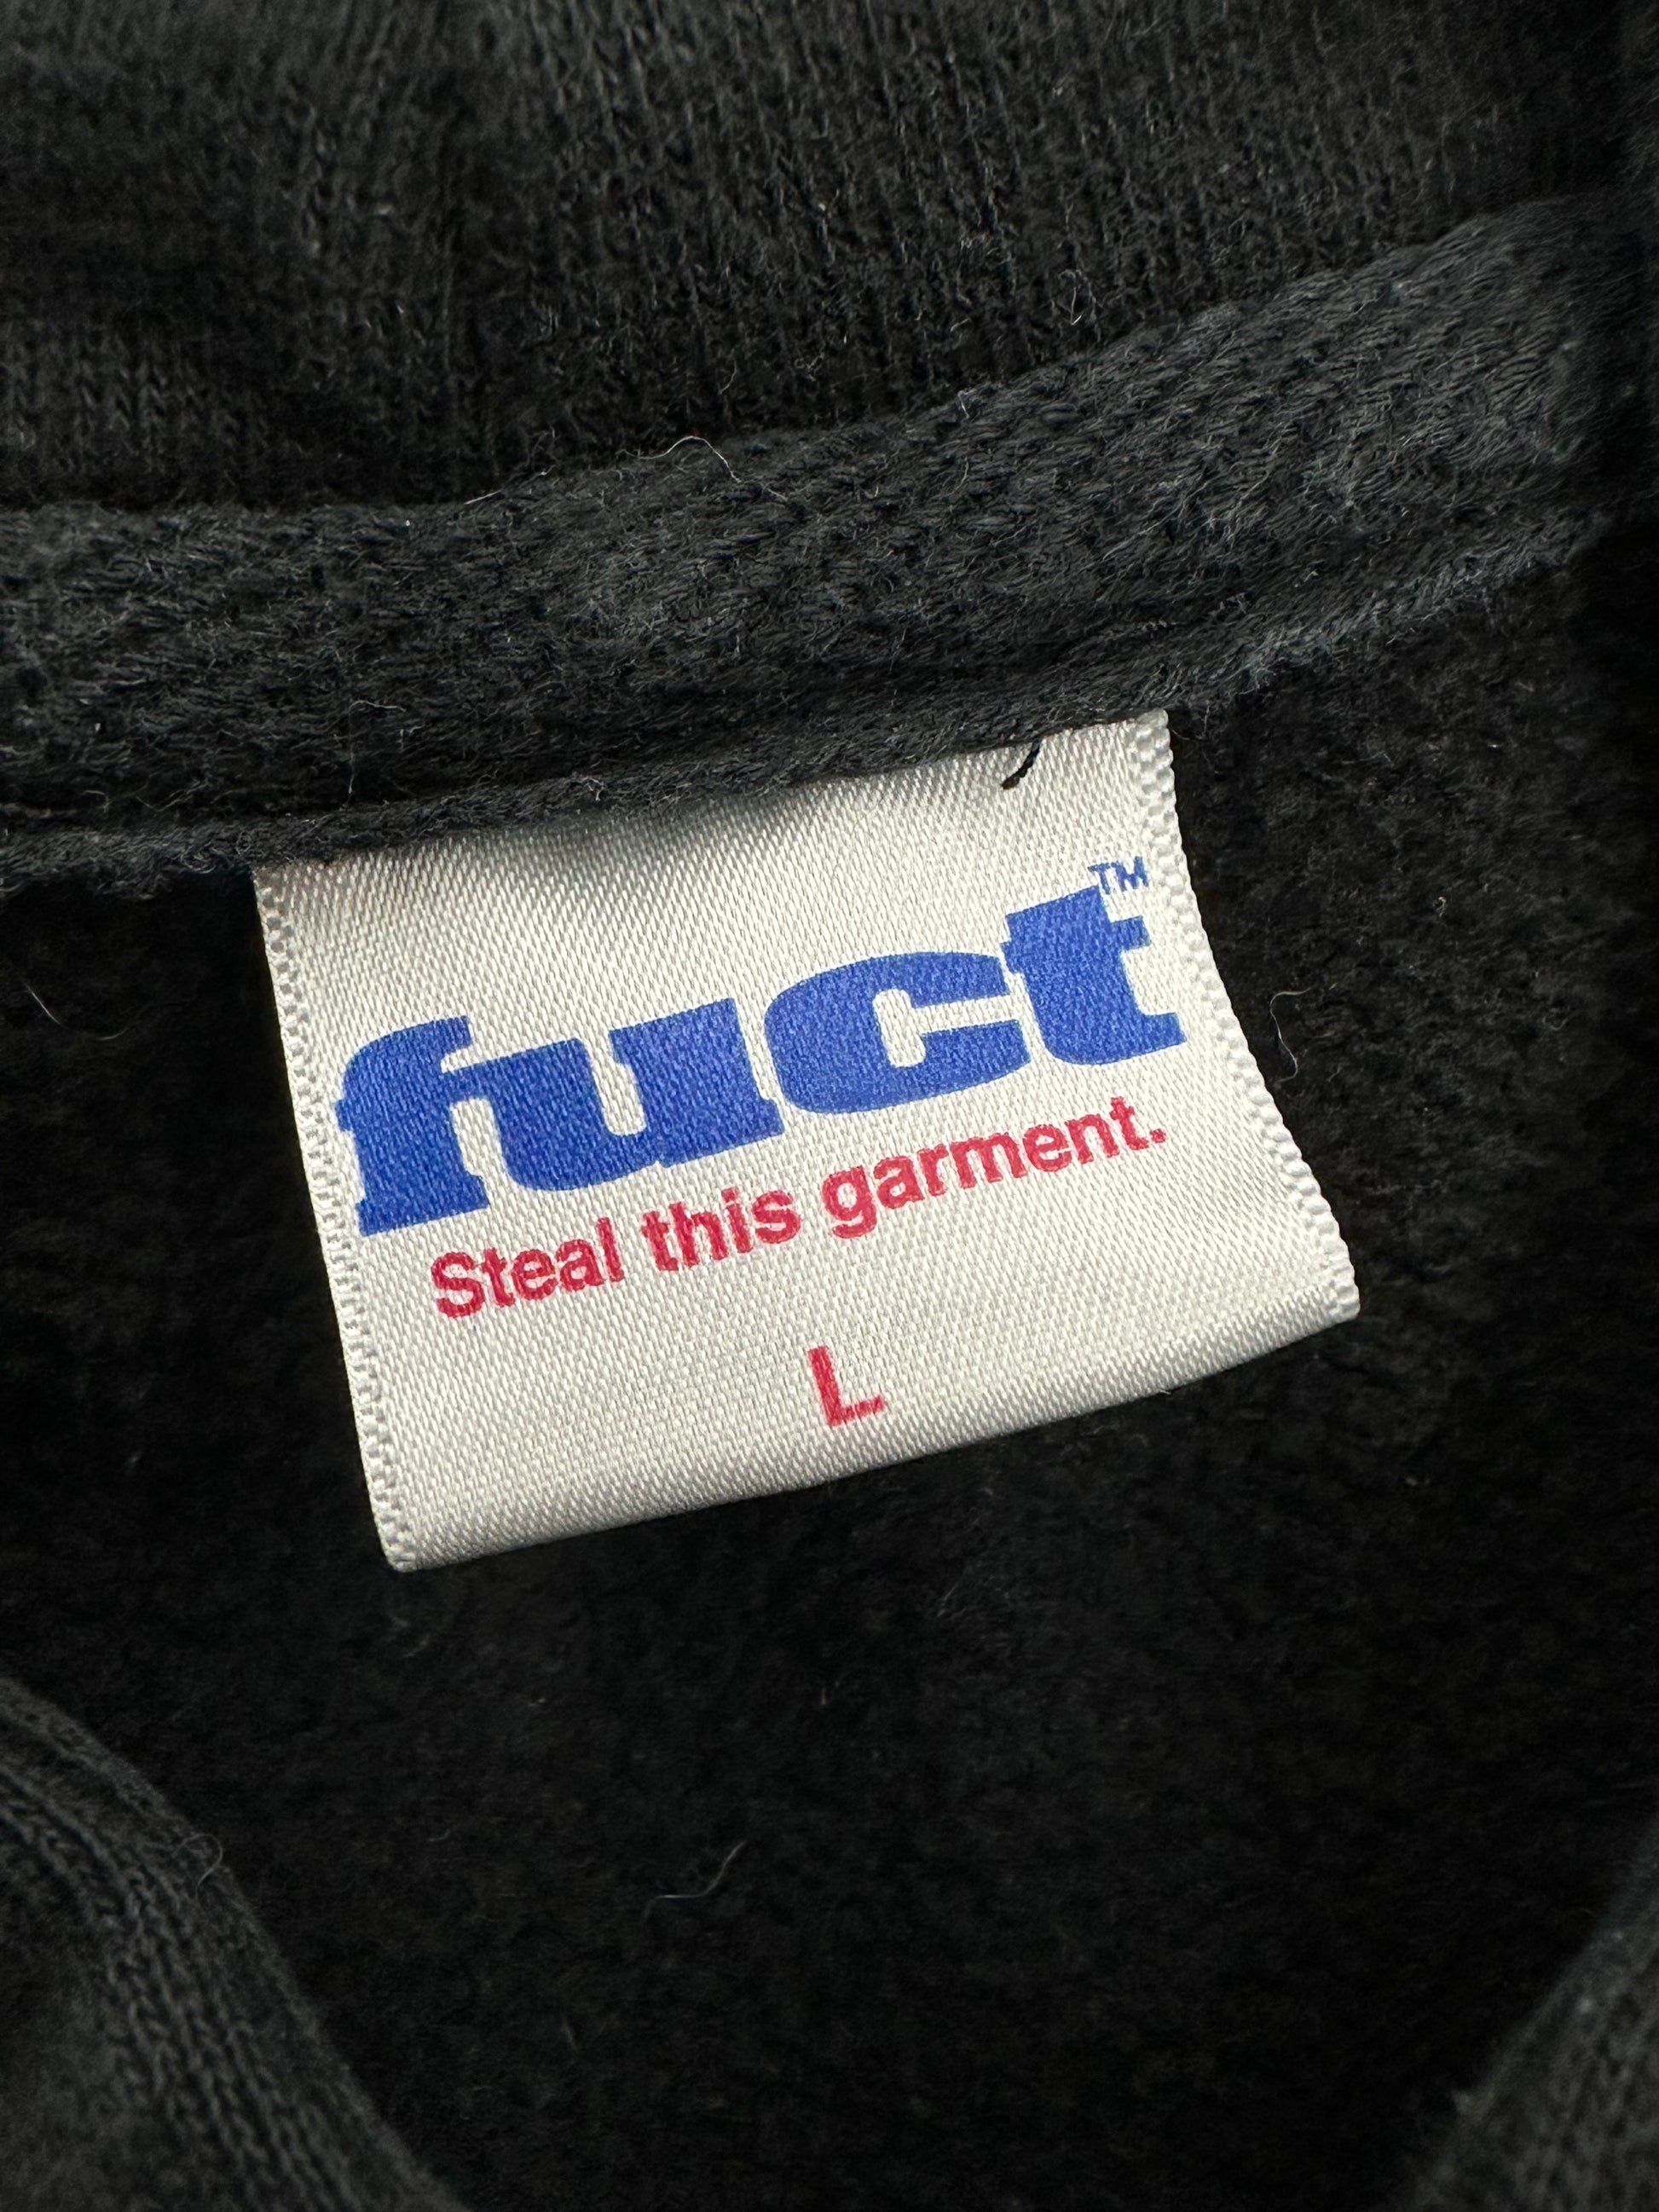 fuct™
Steal this garment.
L